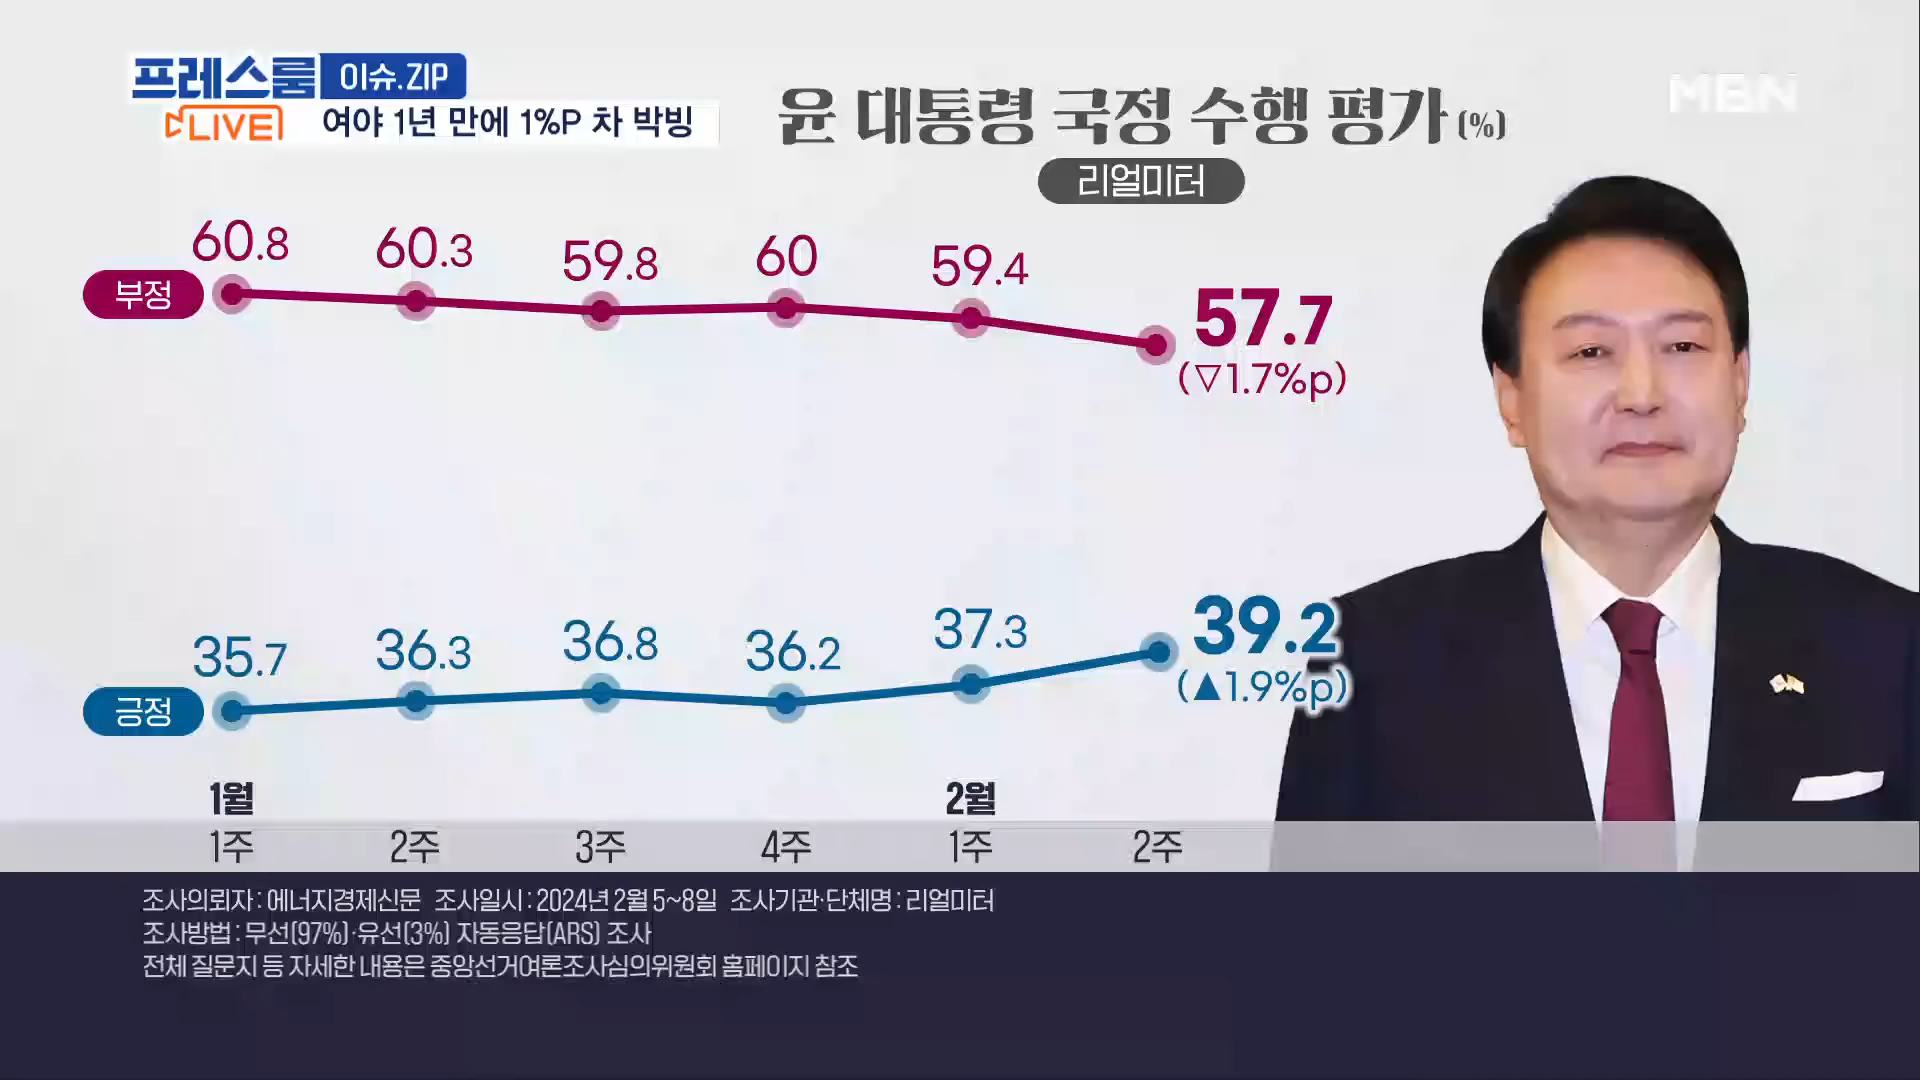 프레스룸 이슈.ZIP
LIVE! 여야 1년 만에 1%P 차 박빙
윤 대통령 국정 수행 평가(%)
MBN
리얼미터
부정 60.8 60.3 59.8 60 59.4 57.7
(▽1.7%p)
긍정 35.7 36.3 36.8 36.2 37.3 39.2
(▲1.9%p)
1월 2월
1주 2주 3주 4주 1주 2주
조사의뢰자 : 에너지경제신문 조사일시 : 2024년 2월 5~8일 조사기관·단체명 : 리얼미터
조사방법 : 무선(97%)·유선(3%) 자동응답(ARS) 조사
전체 질문지 등 자세한 내용은 중앙선거여론조사심의위원회 홈페이지 참조